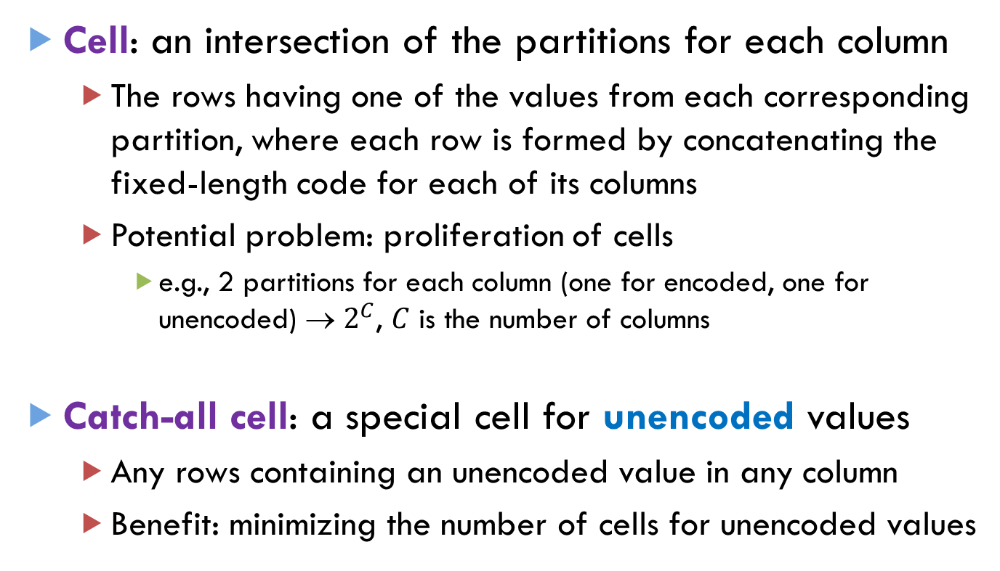 Cell: an intersection of the partitions for each column
The rows having one of the values from each corresponding
partition, where each row is formed by concatenating the
fixed-length code for each of its columns
Potential problem: proliferation of cells
e.g., 2 partitions for each column (one for encoded, one for
unencoded) → 2^C, C is the number of columns
Catch-all cell: a special cell for unencoded values
Any rows containing an unencoded value in any column
Benefit: minimizing the number of cells for unencoded values